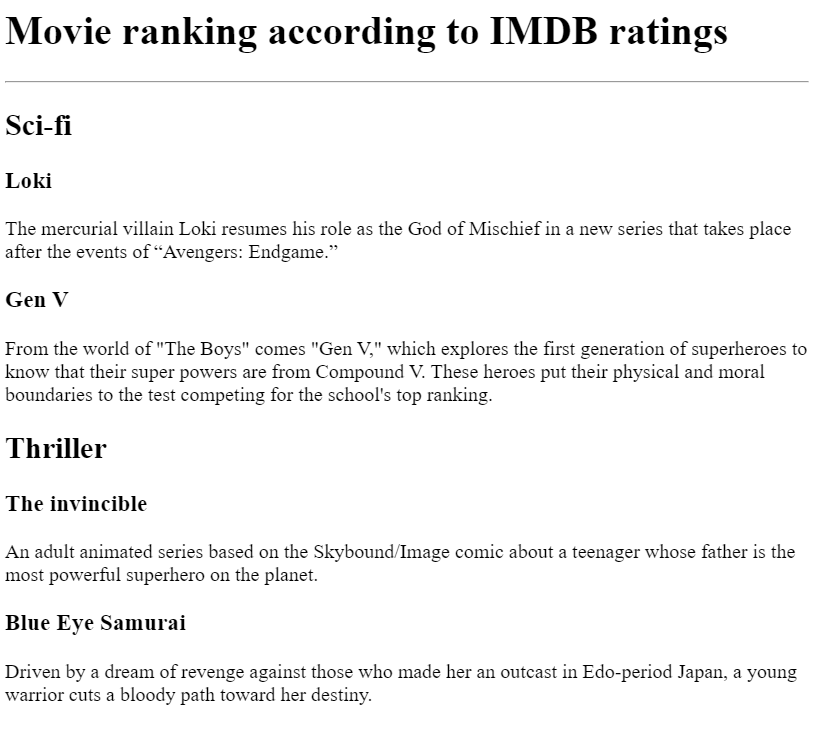 Movie ranking according to IMDB ratings
Sci-fi
Loki
The mercurial villain Loki resumes his role as the God of Mischief in a new series that takes place
after the events of “Avengers: Endgame.”
Gen V
From the world of "The Boys" comes "Gen V," which explores the first generation of superheroes to
know that their super powers are from Compound V. These heroes put their physical and moral
boundaries to the test competing for the school's top ranking.
Thriller
The invincible
An adult animated series based on the Skybound/Image comic about a teenager whose father is the
most powerful superhero on the planet.
Blue Eye Samurai
Driven by a dream of revenge against those who made her an outcast in Edo-period Japan, a young
warrior cuts a bloody path toward her destiny.